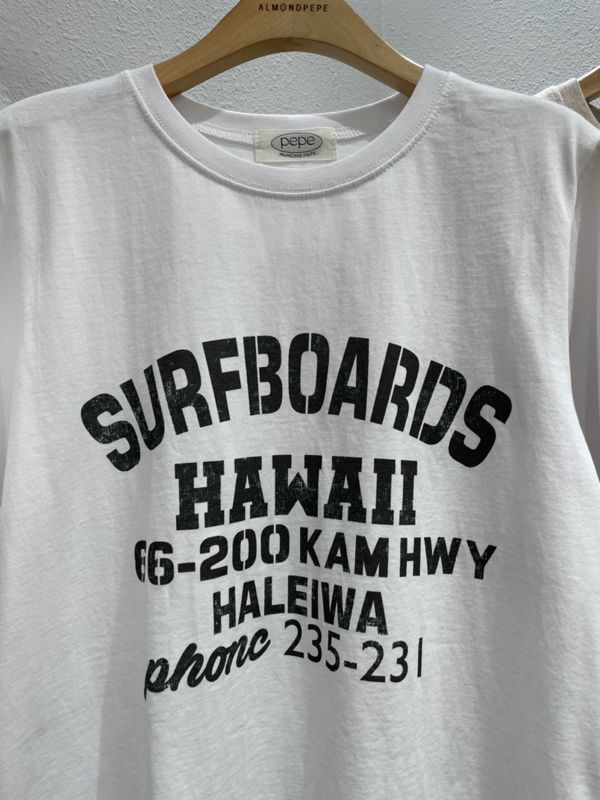 ALMONDPEPE
pepe
ALMOND PEPE
SURFBOARDS
HAWAII
66-200 KAM HWY
HALEIWA
phonc 235-231